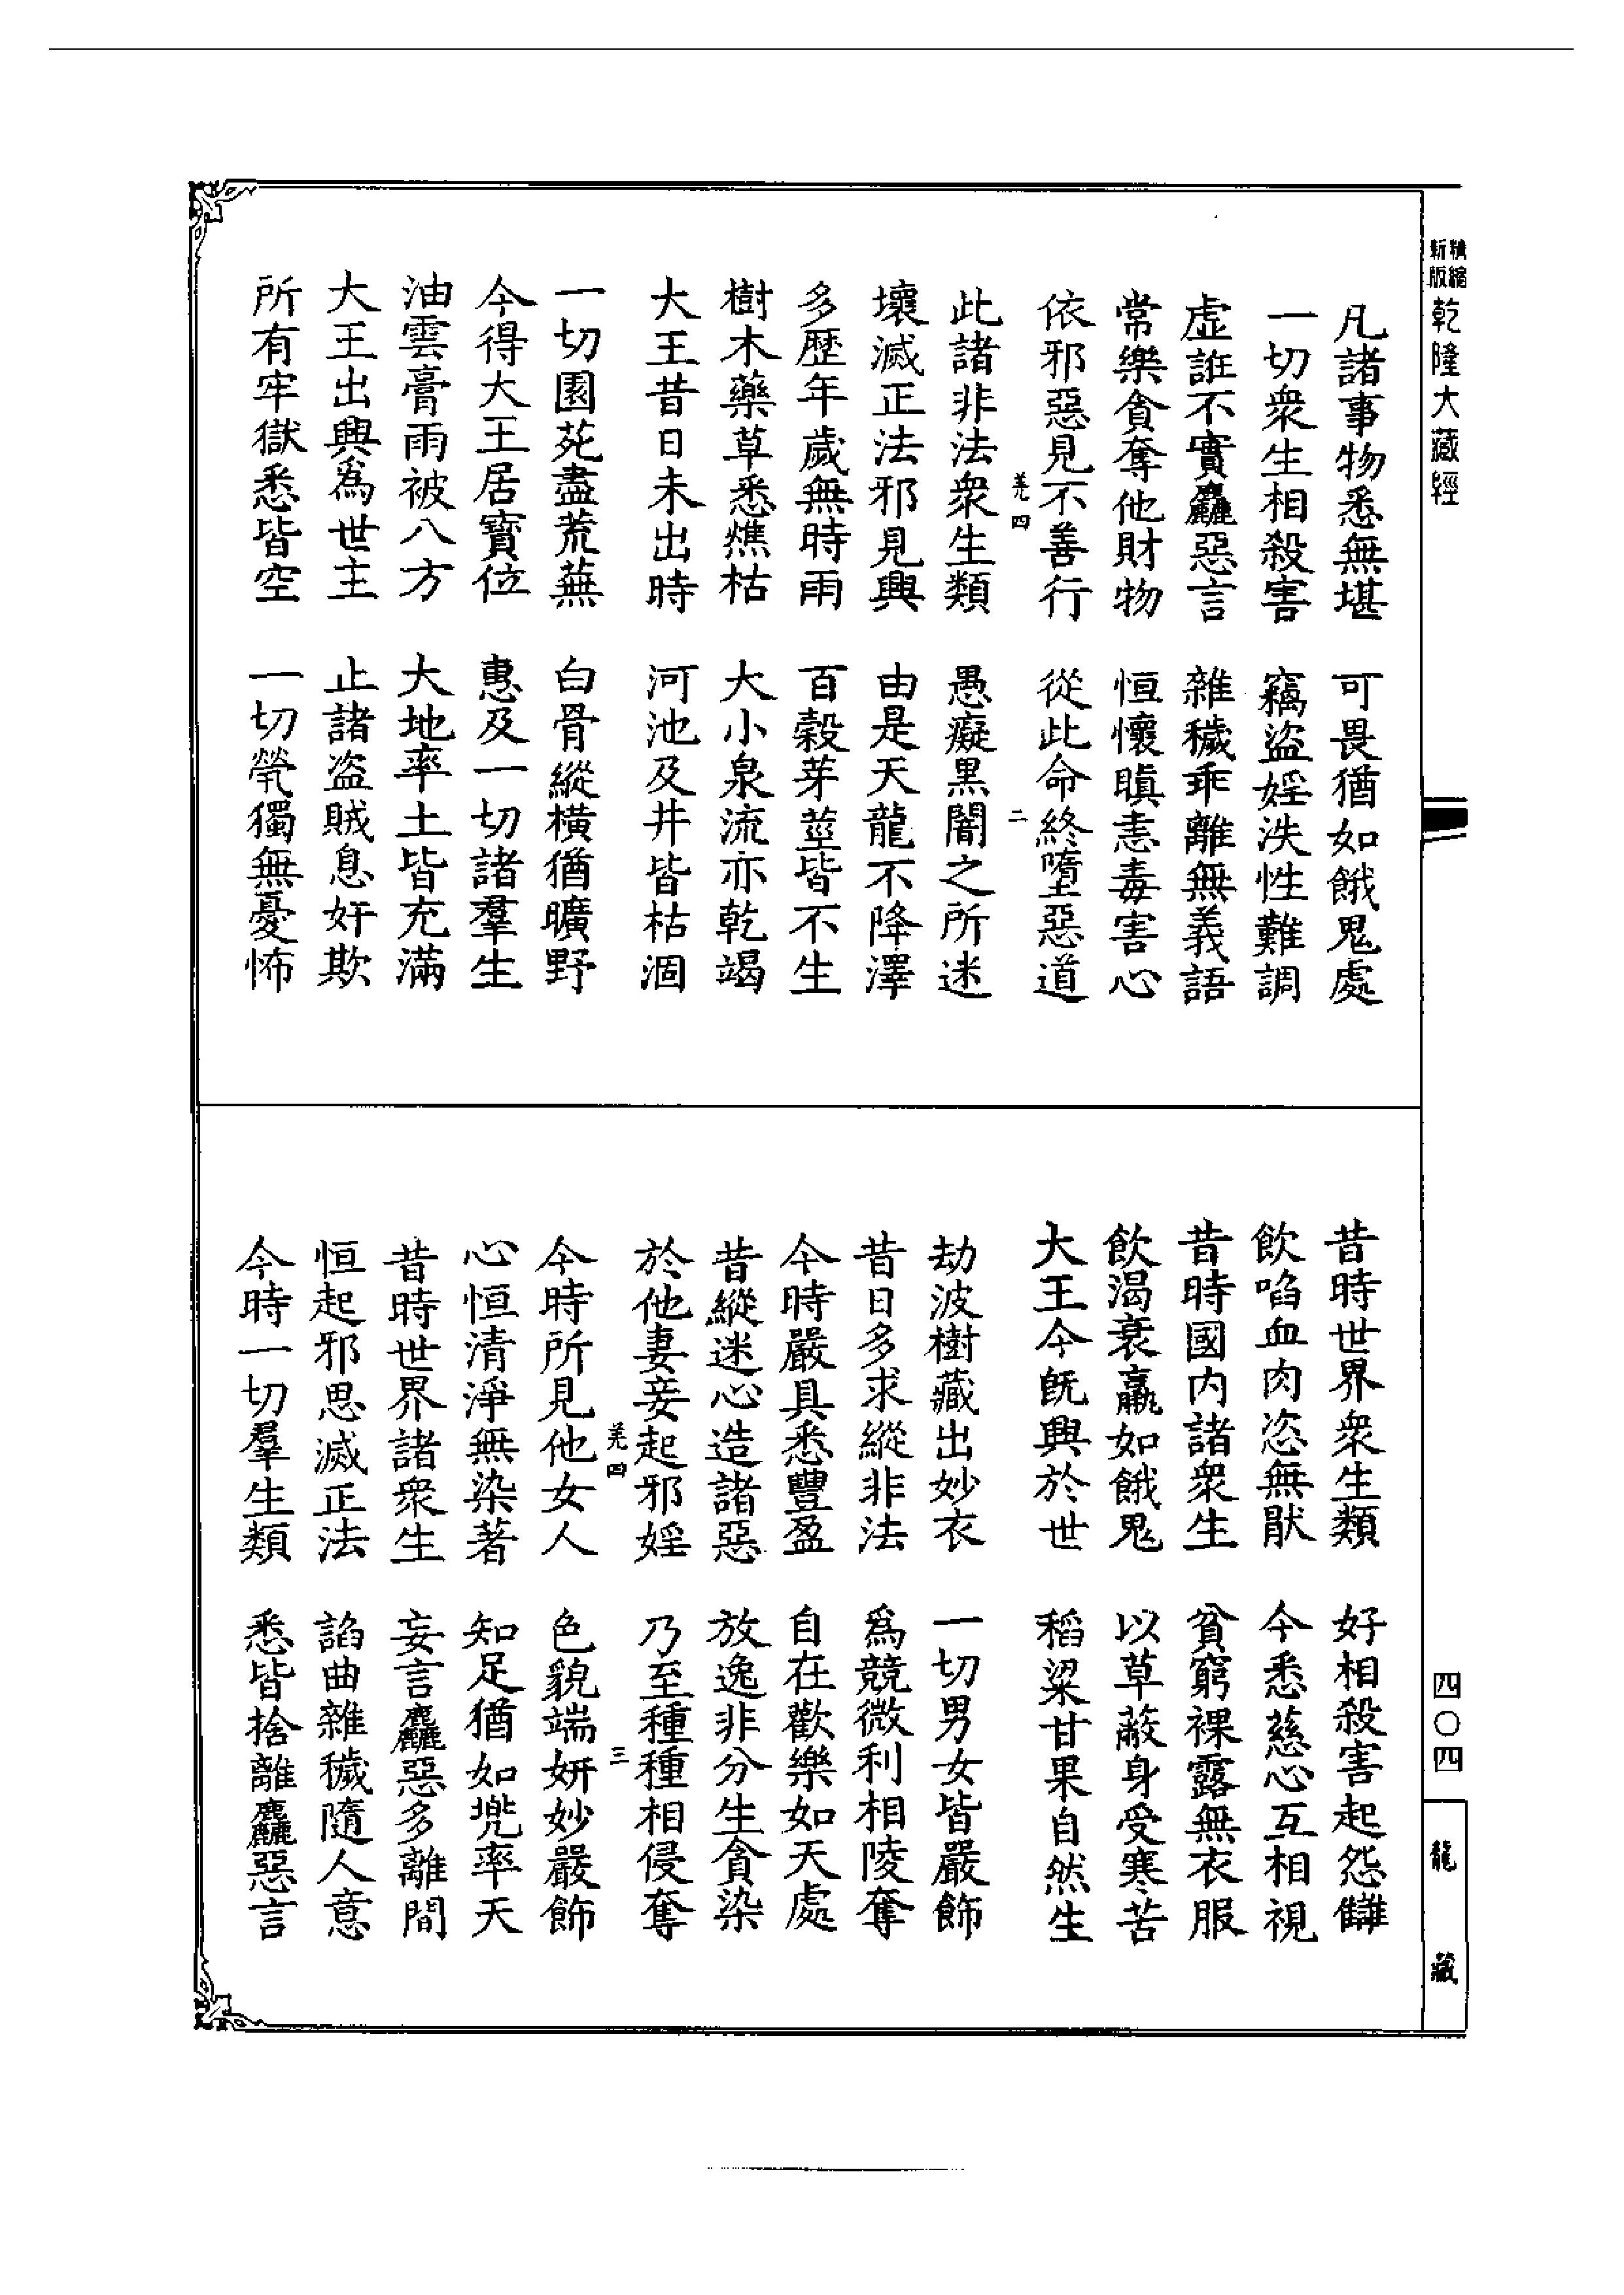 精縮新版乾隆大藏經
凡諸事物悉無堪　可畏猶如餓鬼處
一切衆生相殺害　竊盜婬泆性難調
虛誑不實麤惡言　雜穢乖離無義語
常樂貪奪他財物　恒懷瞋恚毒害心
依邪惡見不善行　從此命終墮惡道
羌四　二
此諸非法衆生類　愚癡黑闇之所迷
壞滅正法邪見興　由是天龍不降澤
多歷年歲無時雨　百穀芽莖皆不生
樹木藥草悉燋枯　大小泉流亦乾竭
大王昔日未出時　河池及井皆枯涸
一切園苑盡荒蕪　白骨縱橫猶曠野
今得大王居寶位　惠及一切諸羣生
油雲膏雨被八方　大地率土皆充滿
大王出興為世主　止諸盜賊息奸欺
所有牢獄悉皆空　一切㷀獨無憂怖
昔時世界衆生類　好相殺害起怨讎
飲啗血肉恣無猒　今悉慈心互相視
昔時國內諸衆生　貧窮裸露無衣服
飲渴衰羸如餓鬼　以草蔽身受寒苦
大王今既興於世　稻粱甘果自然生
劫波樹藏出妙衣　一切男女皆嚴飾
昔日多求縱非法　爲競微利相陵奪
今時嚴具悉豐盈　自在歡樂如天處
昔縱迷心造諸惡　放逸非分生貪染
於他妻妾起邪婬　乃至種種相侵奪
羌四　三
今時所見他女人　色貌端妍妙嚴飾
心恒清淨無染著　知足猶如兜率天
昔時世界諸衆生　妄言麤惡多離間
恒起邪思滅正法　諂曲雜穢隨人意
今時一切羣生類　悉皆捨離麤惡言
四〇四
龍藏